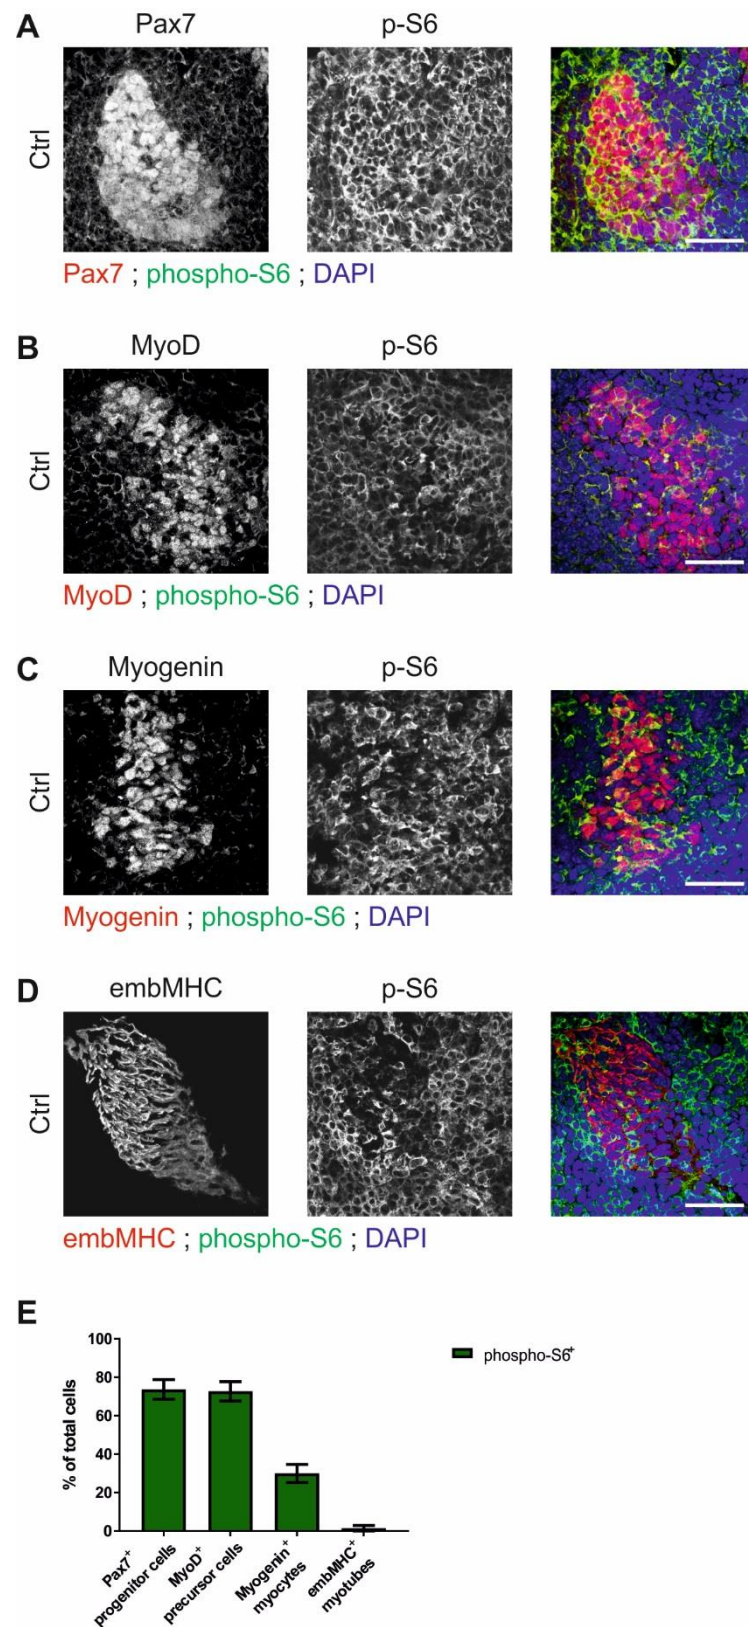 A
Pax7
p-S6
Ctrl
Pax7 ; phospho-S6 ; DAPI
B
MyoD
p-S6
Ctrl
MyoD ; phospho-S6 ; DAPI
C
Myogenin
p-S6
Ctrl
Myogenin ; phospho-S6 ; DAPI
D
embMHC
p-S6
Ctrl
embMHC ; phospho-S6 ; DAPI
E
100
80
60
40
20
0
% of total cells
phospho-S6+
Pax7+
progenitor cells
MyoD+
precursor cells
Myogenin+
myocytes
embMHC+
myotubes